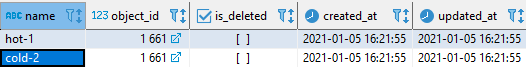 ABC name 123 object_id is_deleted created_at updated_at
hot-1 1 661 [ ] 2021-01-05 16:21:55 2021-01-05 16:21:55
cold-2 1 661 [ ] 2021-01-05 16:21:55 2021-01-05 16:21:55